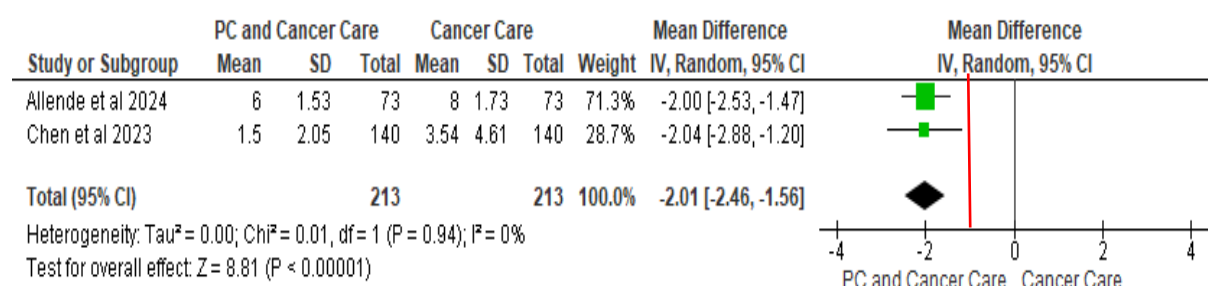 PC and Cancer Care Cancer Care Mean Difference Mean Difference
Study or Subgroup Mean SD Total Mean SD Total Weight IV, Random, 95% CI IV, Random, 95% CI
Allende et al 2024 6 1.53 73 8 1.73 73 71.3% -2.00 [-2.53, -1.47]
Chen et al 2023 1.5 2.05 140 3.54 4.61 140 28.7% -2.04 [-2.88, -1.20]
Total (95% CI) 213 213 100.0% -2.01 [-2.46, -1.56]
Heterogeneity: Tau² = 0.00; Chi² = 0.01, df = 1 (P = 0.94); I² = 0%
Test for overall effect: Z = 8.81 (P < 0.00001)
-4 -2 0 2 4
PC and Cancer Care Cancer Care